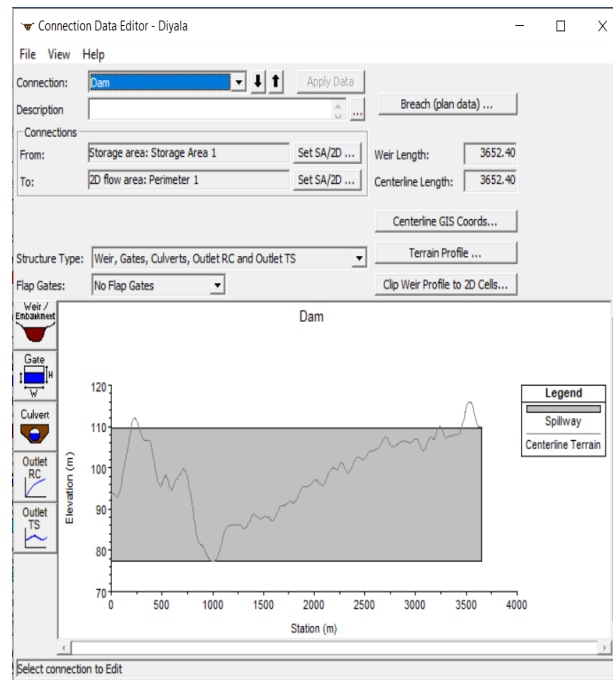 Connection Data Editor - Diyala
File View Help
Connection: Dam Apply Data
Description ... Breach (plan data) ...
Connections
From: Storage area: Storage Area 1 Set SA/2D ... Weir Length: 3652.40
To: 2D flow area: Perimeter 1 Set SA/2D ... Centerline Length: 3652.40
Centerline GIS Coords...
Structure Type: Weir, Gates, Culverts, Outlet RC and Outlet TS Terrain Profile ...
Flap Gates: No Flap Gates Clip Weir Profile to 2D Cells...
Weir /
Embankment
Gate
H
W
Culvert
Outlet
RC
Outlet
TS
Dam
120
110
100
90
80
70
Elevation (m)
0 500 1000 1500 2000 2500 3000 3500 4000
Station (m)
Legend
Spillway
Centerline Terrain
Select connection to Edit